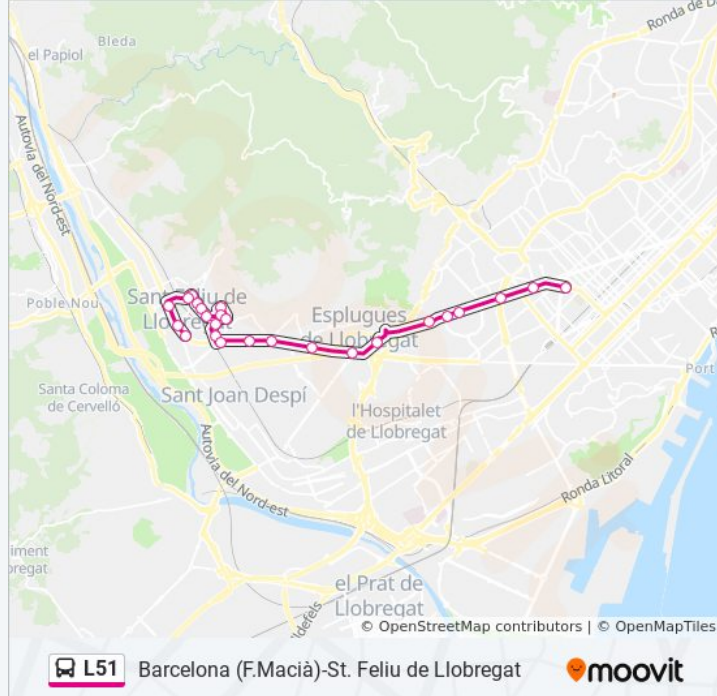 Ronda de D
Bleda
el Papiol
Autovia del Nord-est
Poble Nou
Sant Feliu de
Llobregat
Esplugues
de Llobregat
Port
Santa Coloma
de Cervelló
Sant Joan Despí
l'Hospitalet
de Llobregat
Autovia del Nord-est
Ronda Litoral
iment
bregat
el Prat de
Llobregat
lldefels
© OpenStreetMap contributors | © OpenMapTiles
L51 Barcelona (F.Macià)-St. Feliu de Llobregat moovit